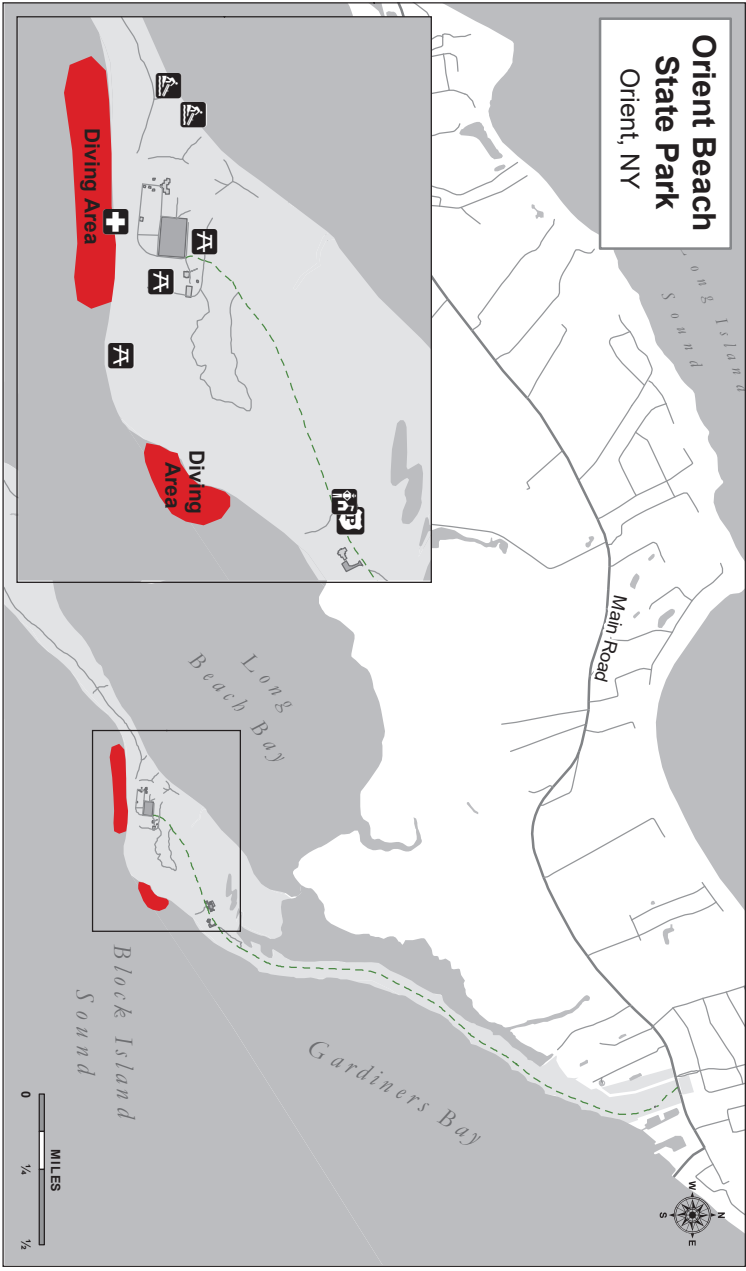 Orient Beach
State Park
Orient, NY
Long Island
Sound
Main Road
Diving Area
Diving
Area
P
Long
Beach Bay
Gardiners Bay
Block Island
Sound
N
W
E
S
MILES
0
¼
½